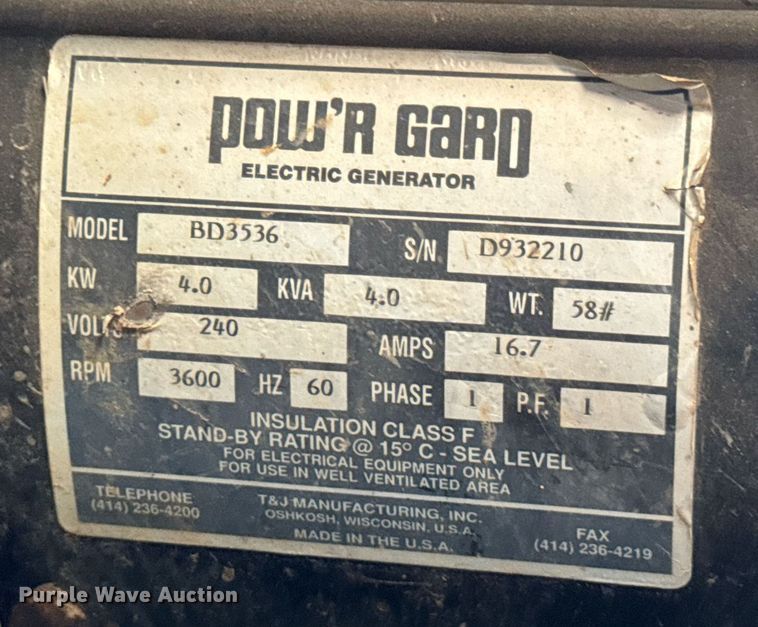 POW'R GARD
ELECTRIC GENERATOR
MODEL BD3536 S/N D932210
KW 4.0 KVA 4.0 WT. 58#
VOLTS 240 AMPS 16.7
RPM 3600 HZ 60 PHASE 1 P.F. 1
INSULATION CLASS F
STAND-BY RATING @ 15° C - SEA LEVEL
FOR ELECTRICAL EQUIPMENT ONLY
FOR USE IN WELL VENTILATED AREA
TELEPHONE
(414) 236-4200
T&J MANUFACTURING, INC.
OSHKOSH, WISCONSIN, U.S.A.
MADE IN THE U.S.A.
FAX
(414) 236-4219
Purple Wave Auction